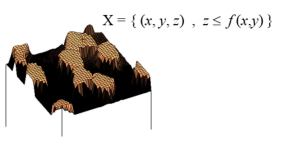 X = { (x, y, z) , z ≤ f(x,y) }